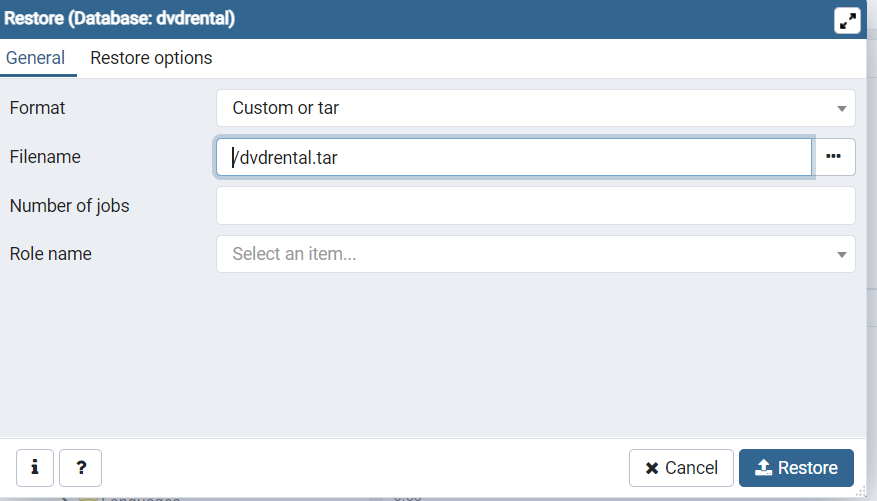 Restore (Database: dvdrental)
General Restore options
Format Custom or tar
Filename /dvdrental.tar
Number of jobs
Role name Select an item...
i ? Cancel Restore